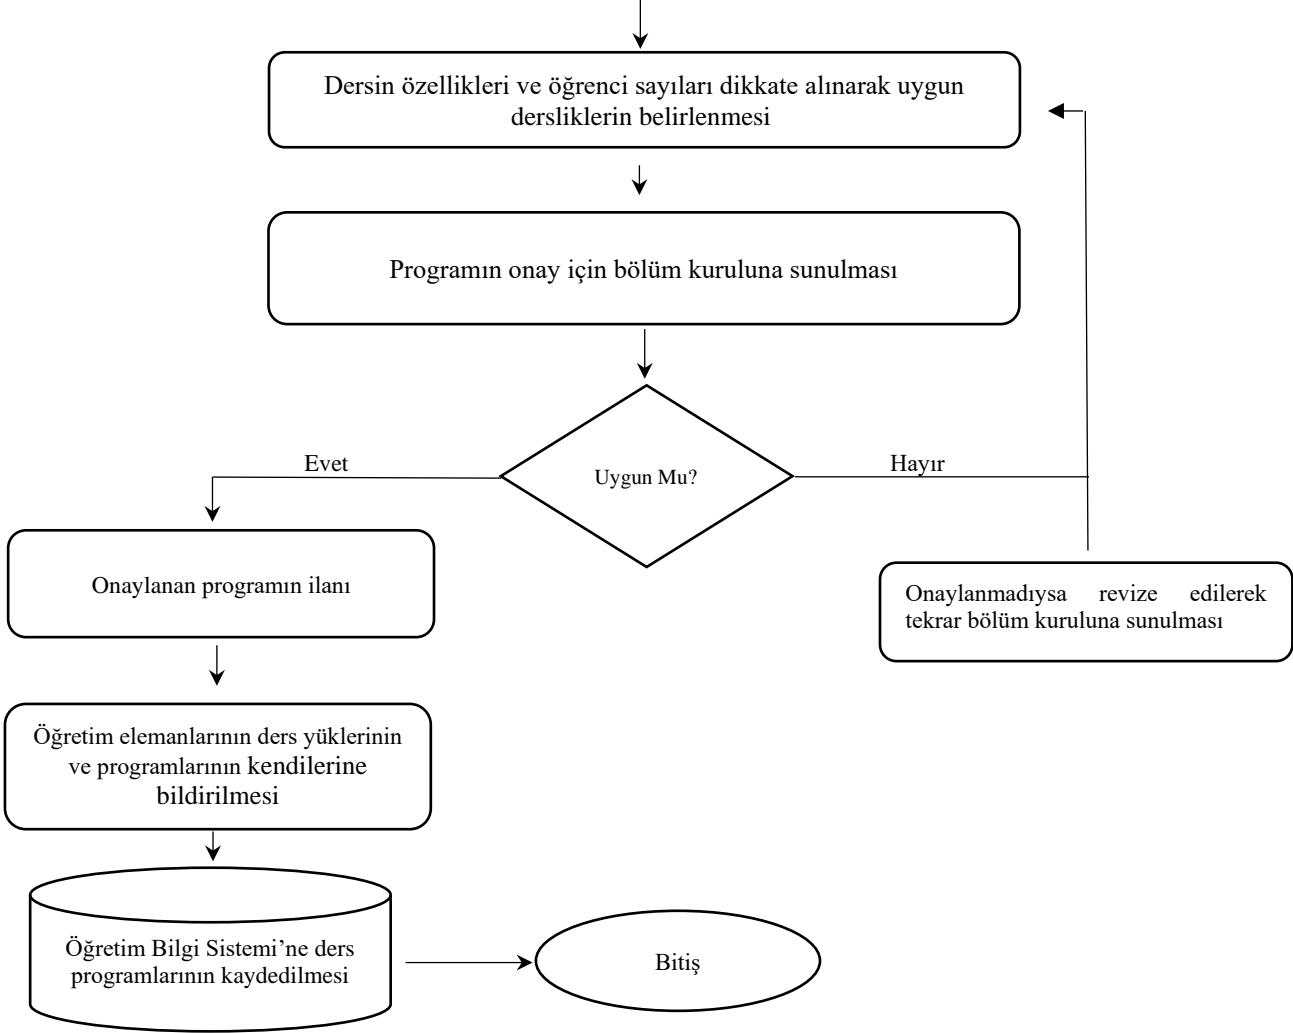 Dersin özellikleri ve öğrenci sayıları dikkate alınarak uygun
dersliklerin belirlenmesi
Programın onay için bölüm kuruluna sunulması
Evet
Uygun Mu?
Hayır
Onaylanan programın ilanı
Onaylanmadıysa revize edilerek
tekrar bölüm kuruluna sunulması
Öğretim elemanlarının ders yüklerinin
ve programlarının kendilerine
bildirilmesi
Öğretim Bilgi Sistemi’ne ders
programlarının kaydedilmesi
Bitiş